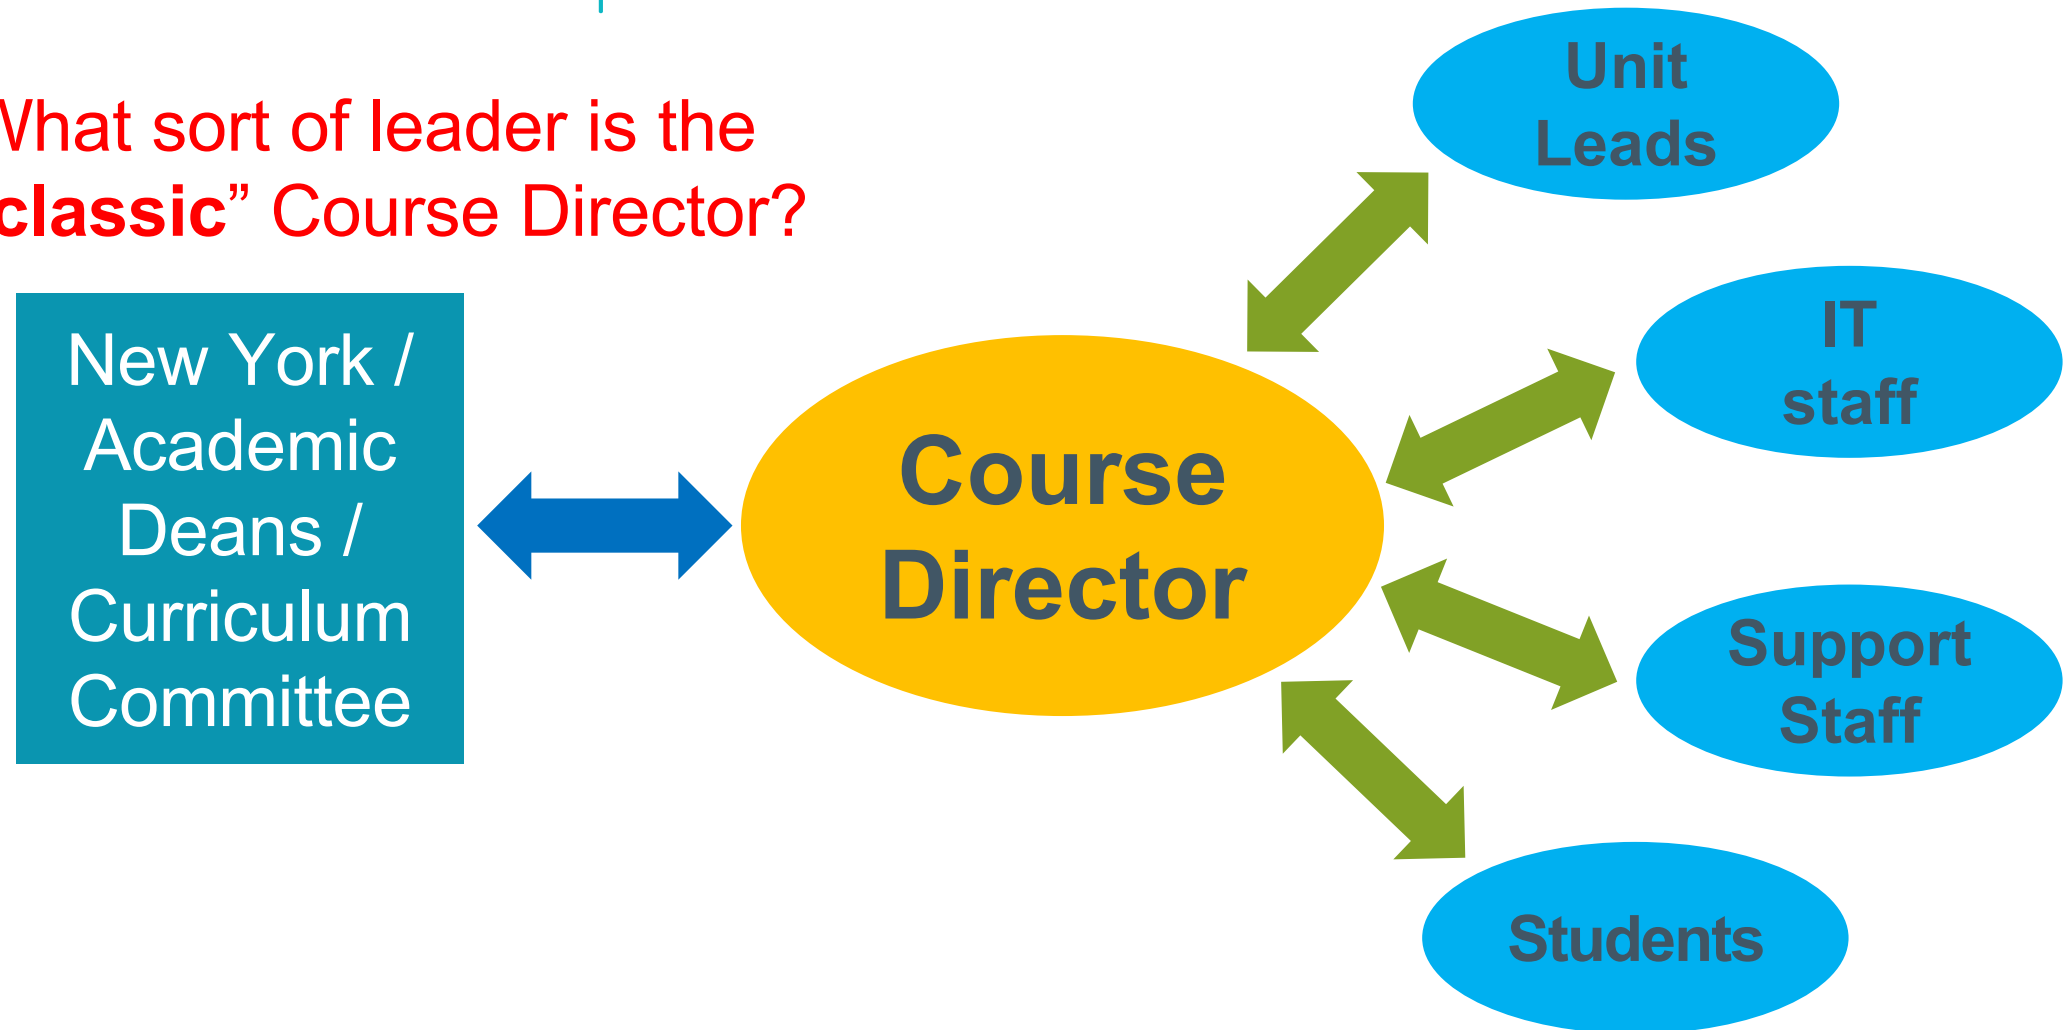 What sort of leader is the
classic” Course Director?
New York /
Academic
Deans /
Curriculum
Committee
Course
Director
Unit
Leads
IT
staff
Support
Staff
Students